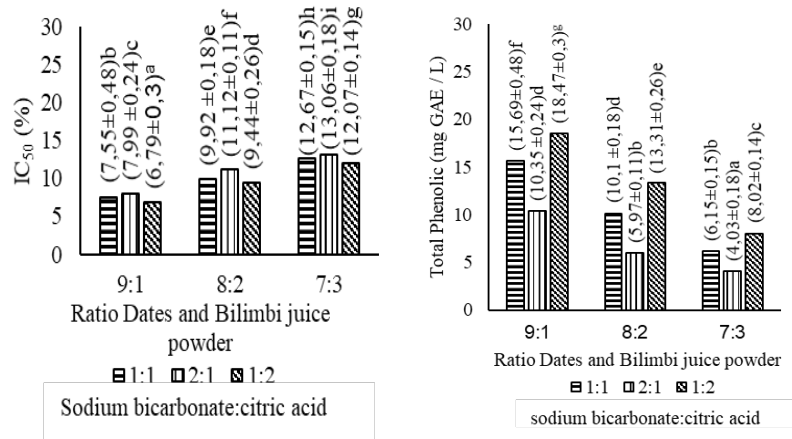 30
25
20
15
10
5
0
IC50 (%)
(7,55±0,48)b
(7,99 ±0,24)c
(6,79±0,3)a
(9,92 ±0,18)e
(11,12±0,11)f
(9,44±0,26)d
(12,67±0,15)h
(13,06±0,18)i
(12,07±0,14)g
9:1 8:2 7:3
Ratio Dates and Bilimbi juice
powder
1:1 2:1 1:2
Sodium bicarbonate:citric acid
30
25
20
15
10
5
0
Total Phenolic (mg GAE / L)
(15,69±0,48)f
(10,35±0,24)d
(18,47±0,3)g
(10,1±0,18)d
(5,97±0,11)b
(13,31±0,26)e
(6,15±0,15)b
(4,03±0,18)a
(8,02±0,14)c
9:1 8:2 7:3
Ratio Dates and Bilimbi juice powder
1:1 2:1 1:2
sodium bicarbonate:citric acid